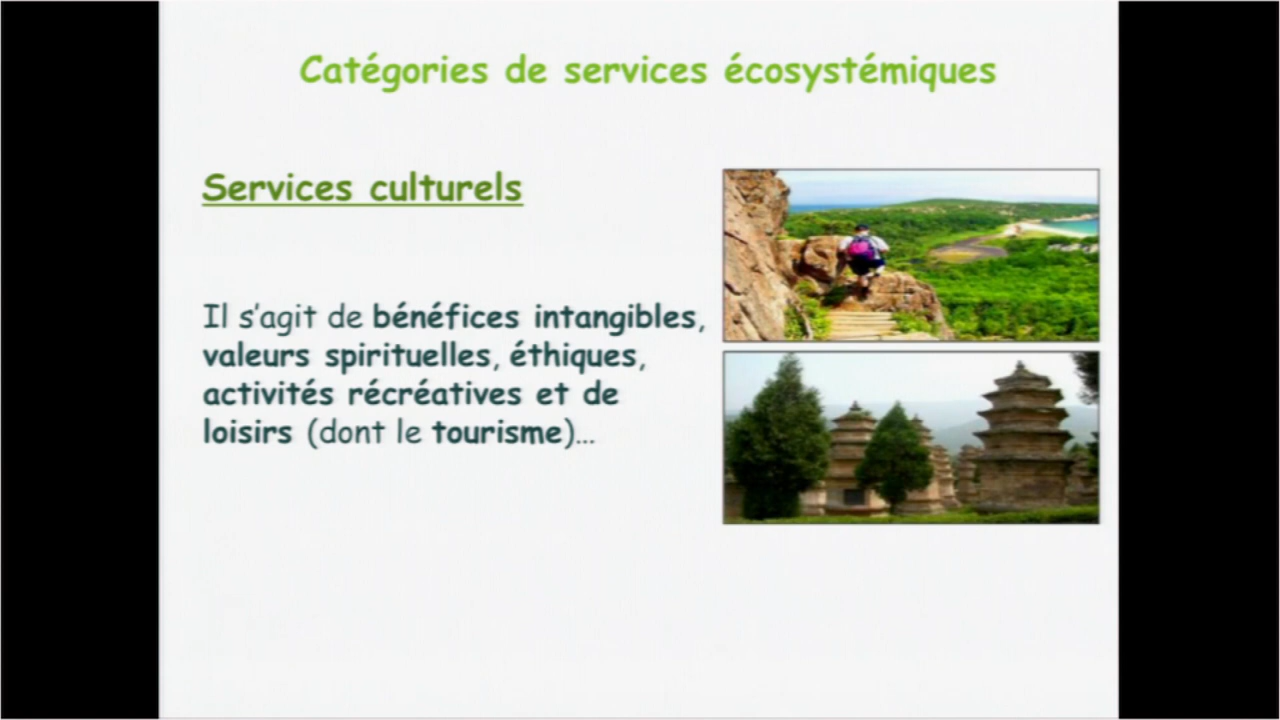 Catégories de services écosystémiques
Services culturels
Il s'agit de bénéfices intangibles,
valeurs spirituelles, éthiques,
activités récréatives et de
loisirs (dont le tourisme)…